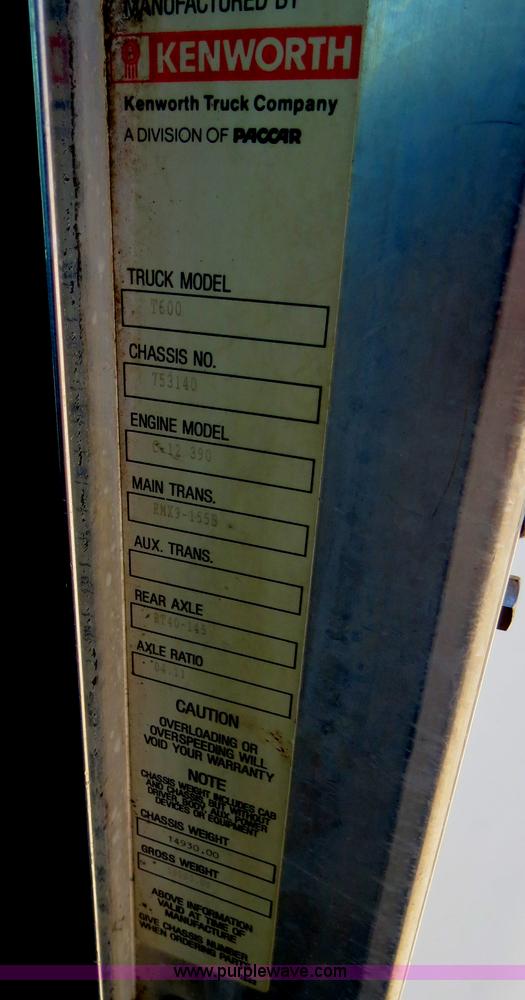 MANUFACTURED BY
KENWORTH
Kenworth Truck Company
A DIVISION OF PACCAR
TRUCK MODEL
T600
CHASSIS NO.
753140
ENGINE MODEL
C-12 390
MAIN TRANS.
RMX9-155B
AUX. TRANS.
REAR AXLE
RT40-145
AXLE RATIO
04.11
CAUTION
OVERLOADING OR
OVERSPEEDING WILL
VOID YOUR WARRANTY
NOTE
CHASSIS WEIGHT INCLUDES CAB
AND CHASSIS, BUT WITHOUT
DRIVER, BODY, AUX. POWER
DEVICES OR EQUIPMENT
CHASSIS WEIGHT
14930.00
GROSS WEIGHT
ABOVE INFORMATION
VALID AT TIME OF
MANUFACTURE
GIVE CHASSIS NUMBER
WHEN ORDERING PARTS
www.purplewave.com